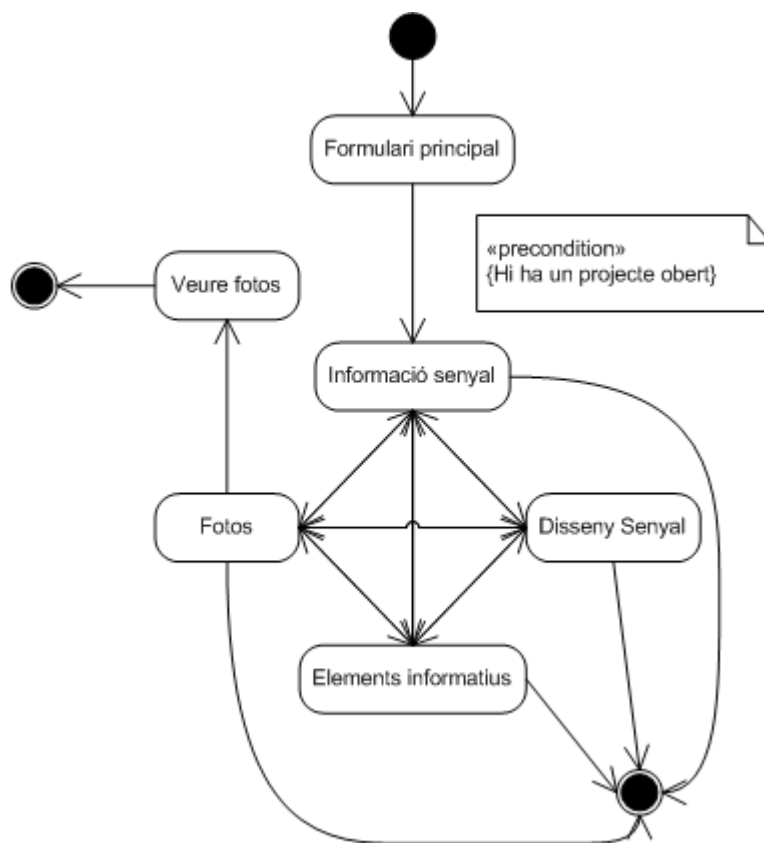 Formulari principal
«precondition»
{Hi ha un projecte obert}
Veure fotos
Informació senyal
Fotos
Disseny Senyal
Elements informatius